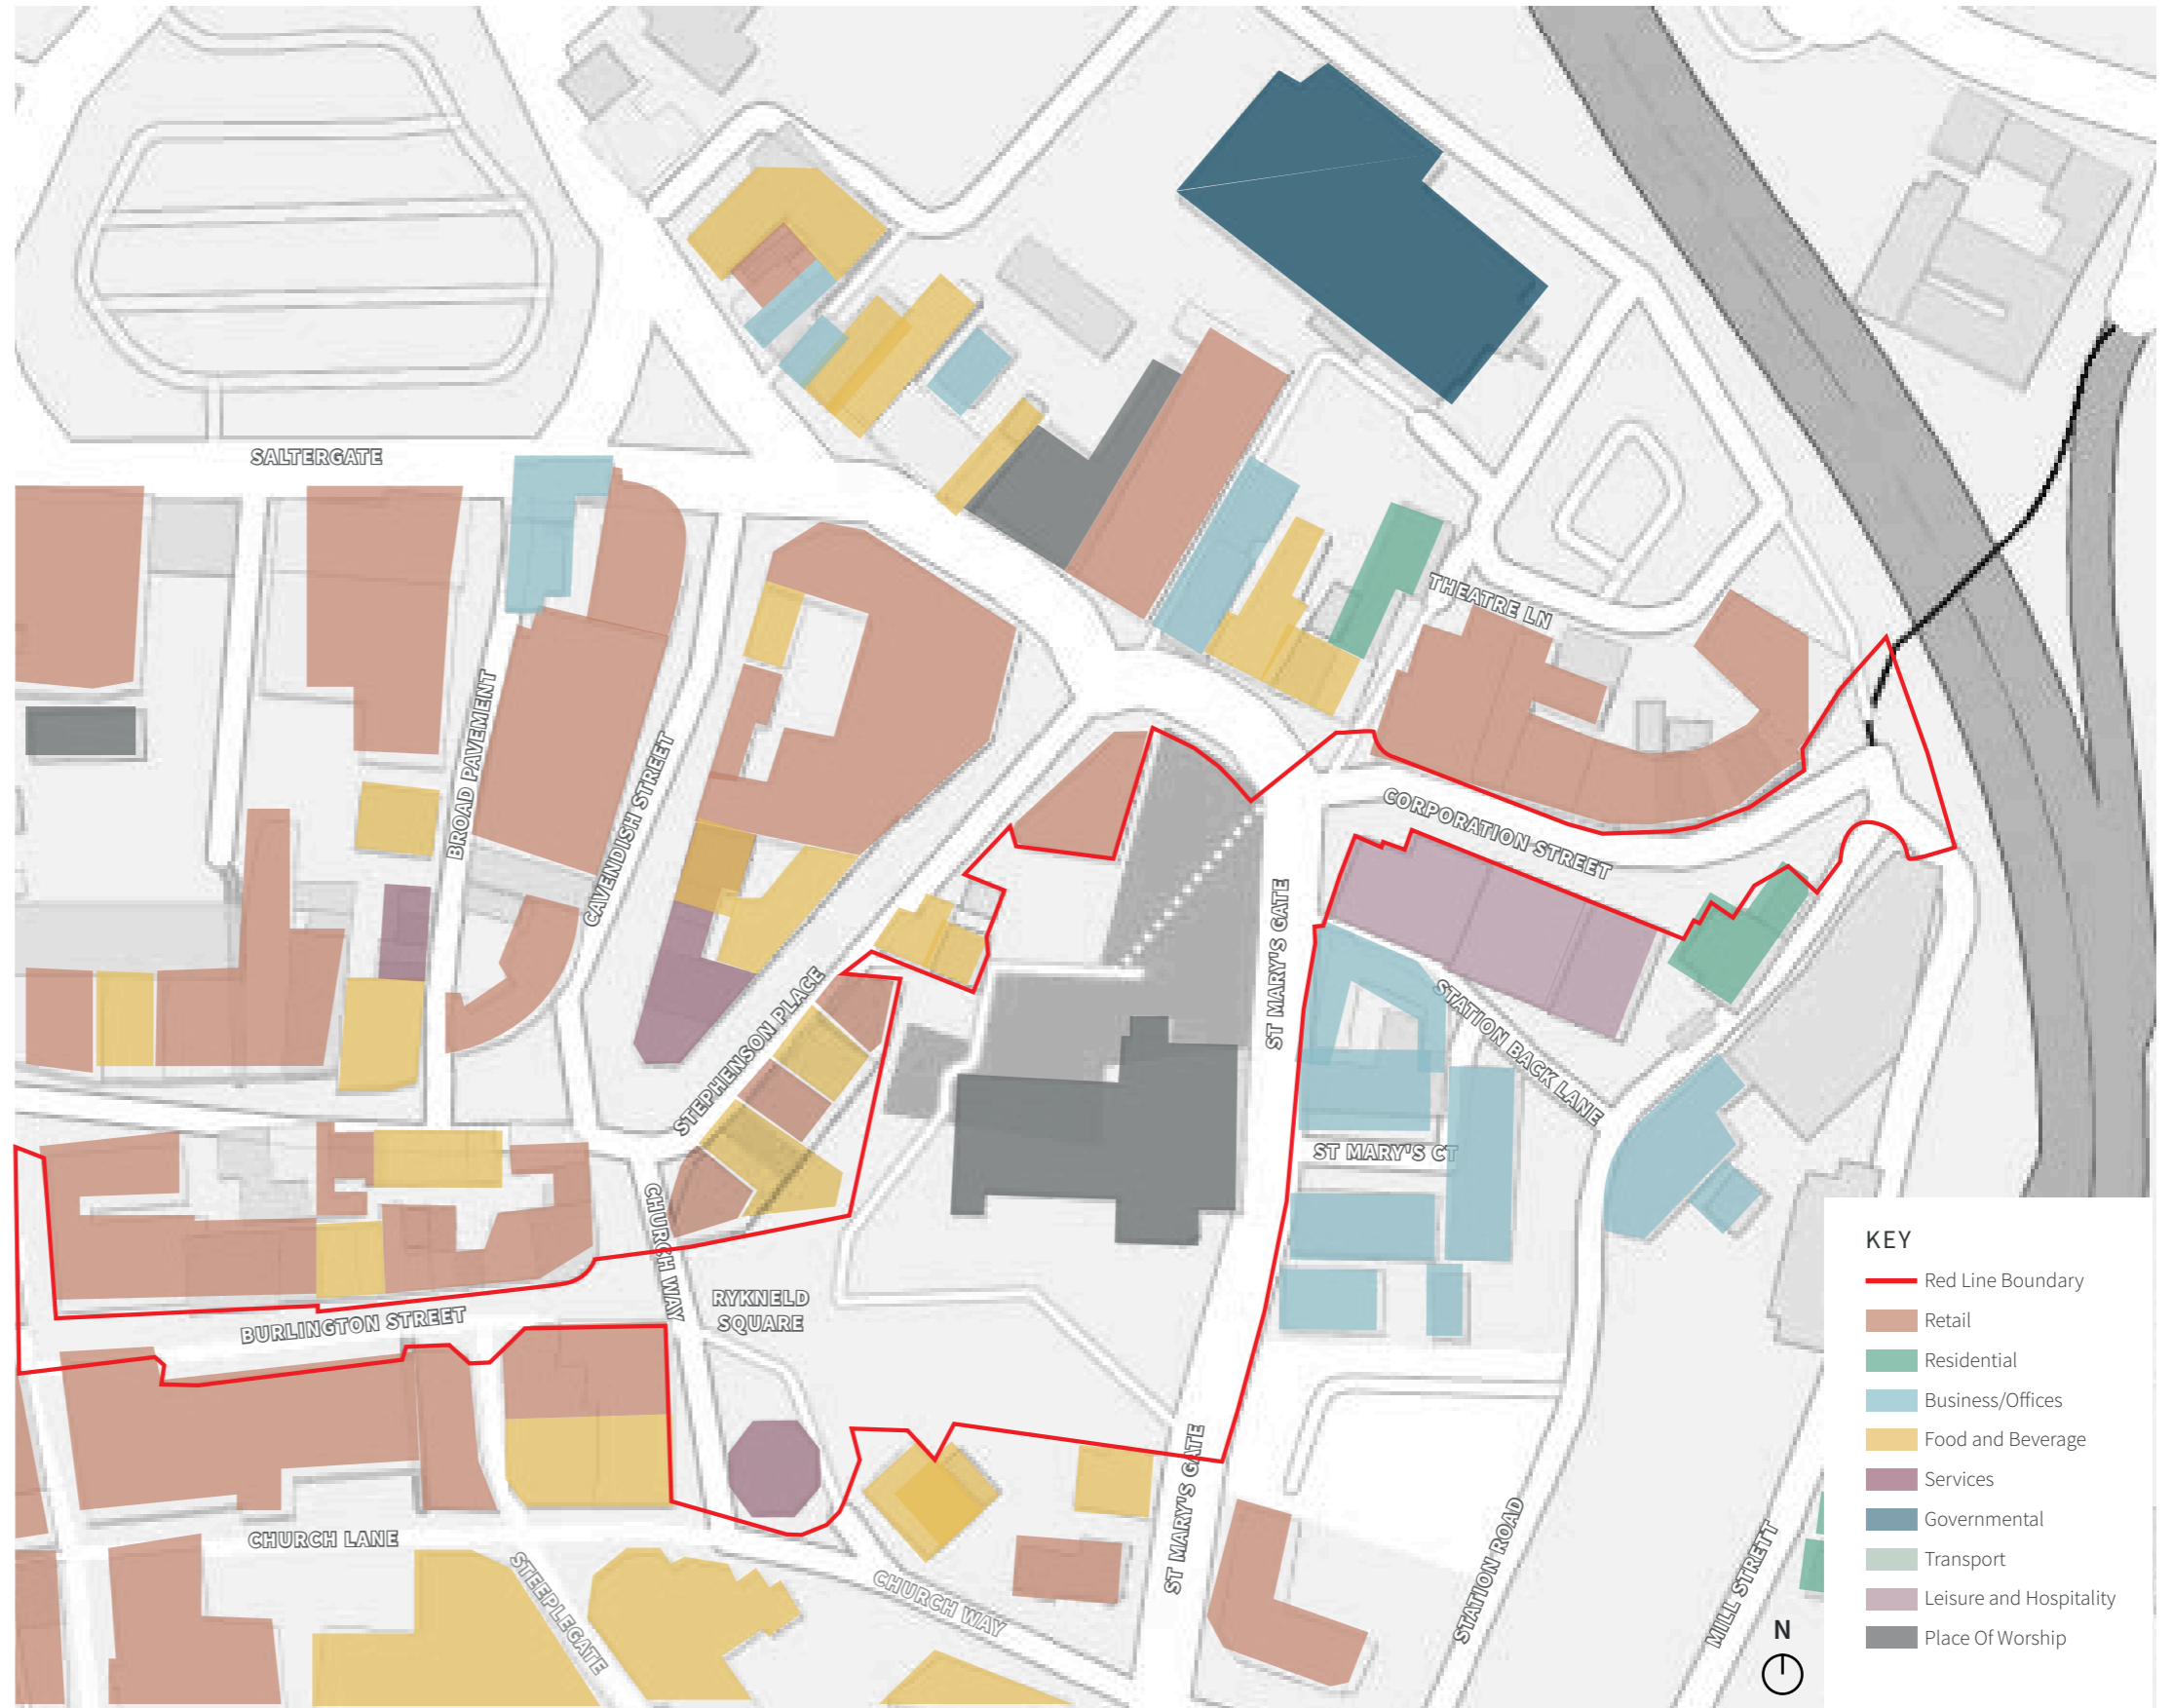 SALTERGATE
BROAD PAVEMENT
CAVENDISH STREET
THEATRE LN
CORPORATION STREET
ST MARY'S GATE
STEPHENSON PLACE
STATION BACK LANE
ST MARY'S CT
CHURCH WAY
RYKNELD
SQUARE
BURLINGTON STREET
CHURCH LANE
STEEPLEGATE
CHURCH WAY
ST MARY'S GATE
STATION ROAD
MILL STRETT
N
KEY
Red Line Boundary
Retail
Residential
Business/Offices
Food and Beverage
Services
Governmental
Transport
Leisure and Hospitality
Place Of Worship